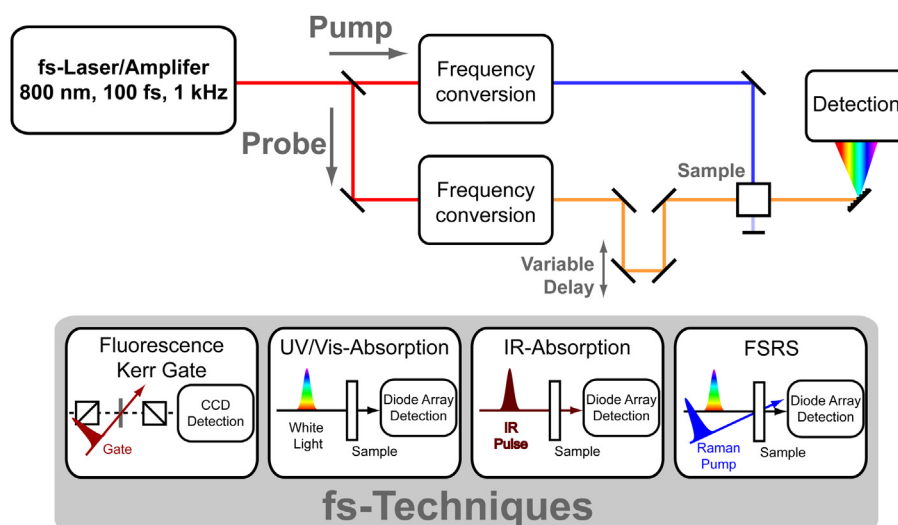 Pump
fs-Laser/Amplifer
800 nm, 100 fs, 1 kHz
Frequency
conversion
Detection
Probe
Frequency
conversion
Sample
Variable
Delay
Fluorescence
Kerr Gate
CCD
Detection
Gate
UV/Vis-Absorption
Diode Array
Detection
White
Light
Sample
IR-Absorption
Diode Array
Detection
IR
Pulse
Sample
FSRS
Diode Array
Detection
Raman
Pump
Sample
fs-Techniques